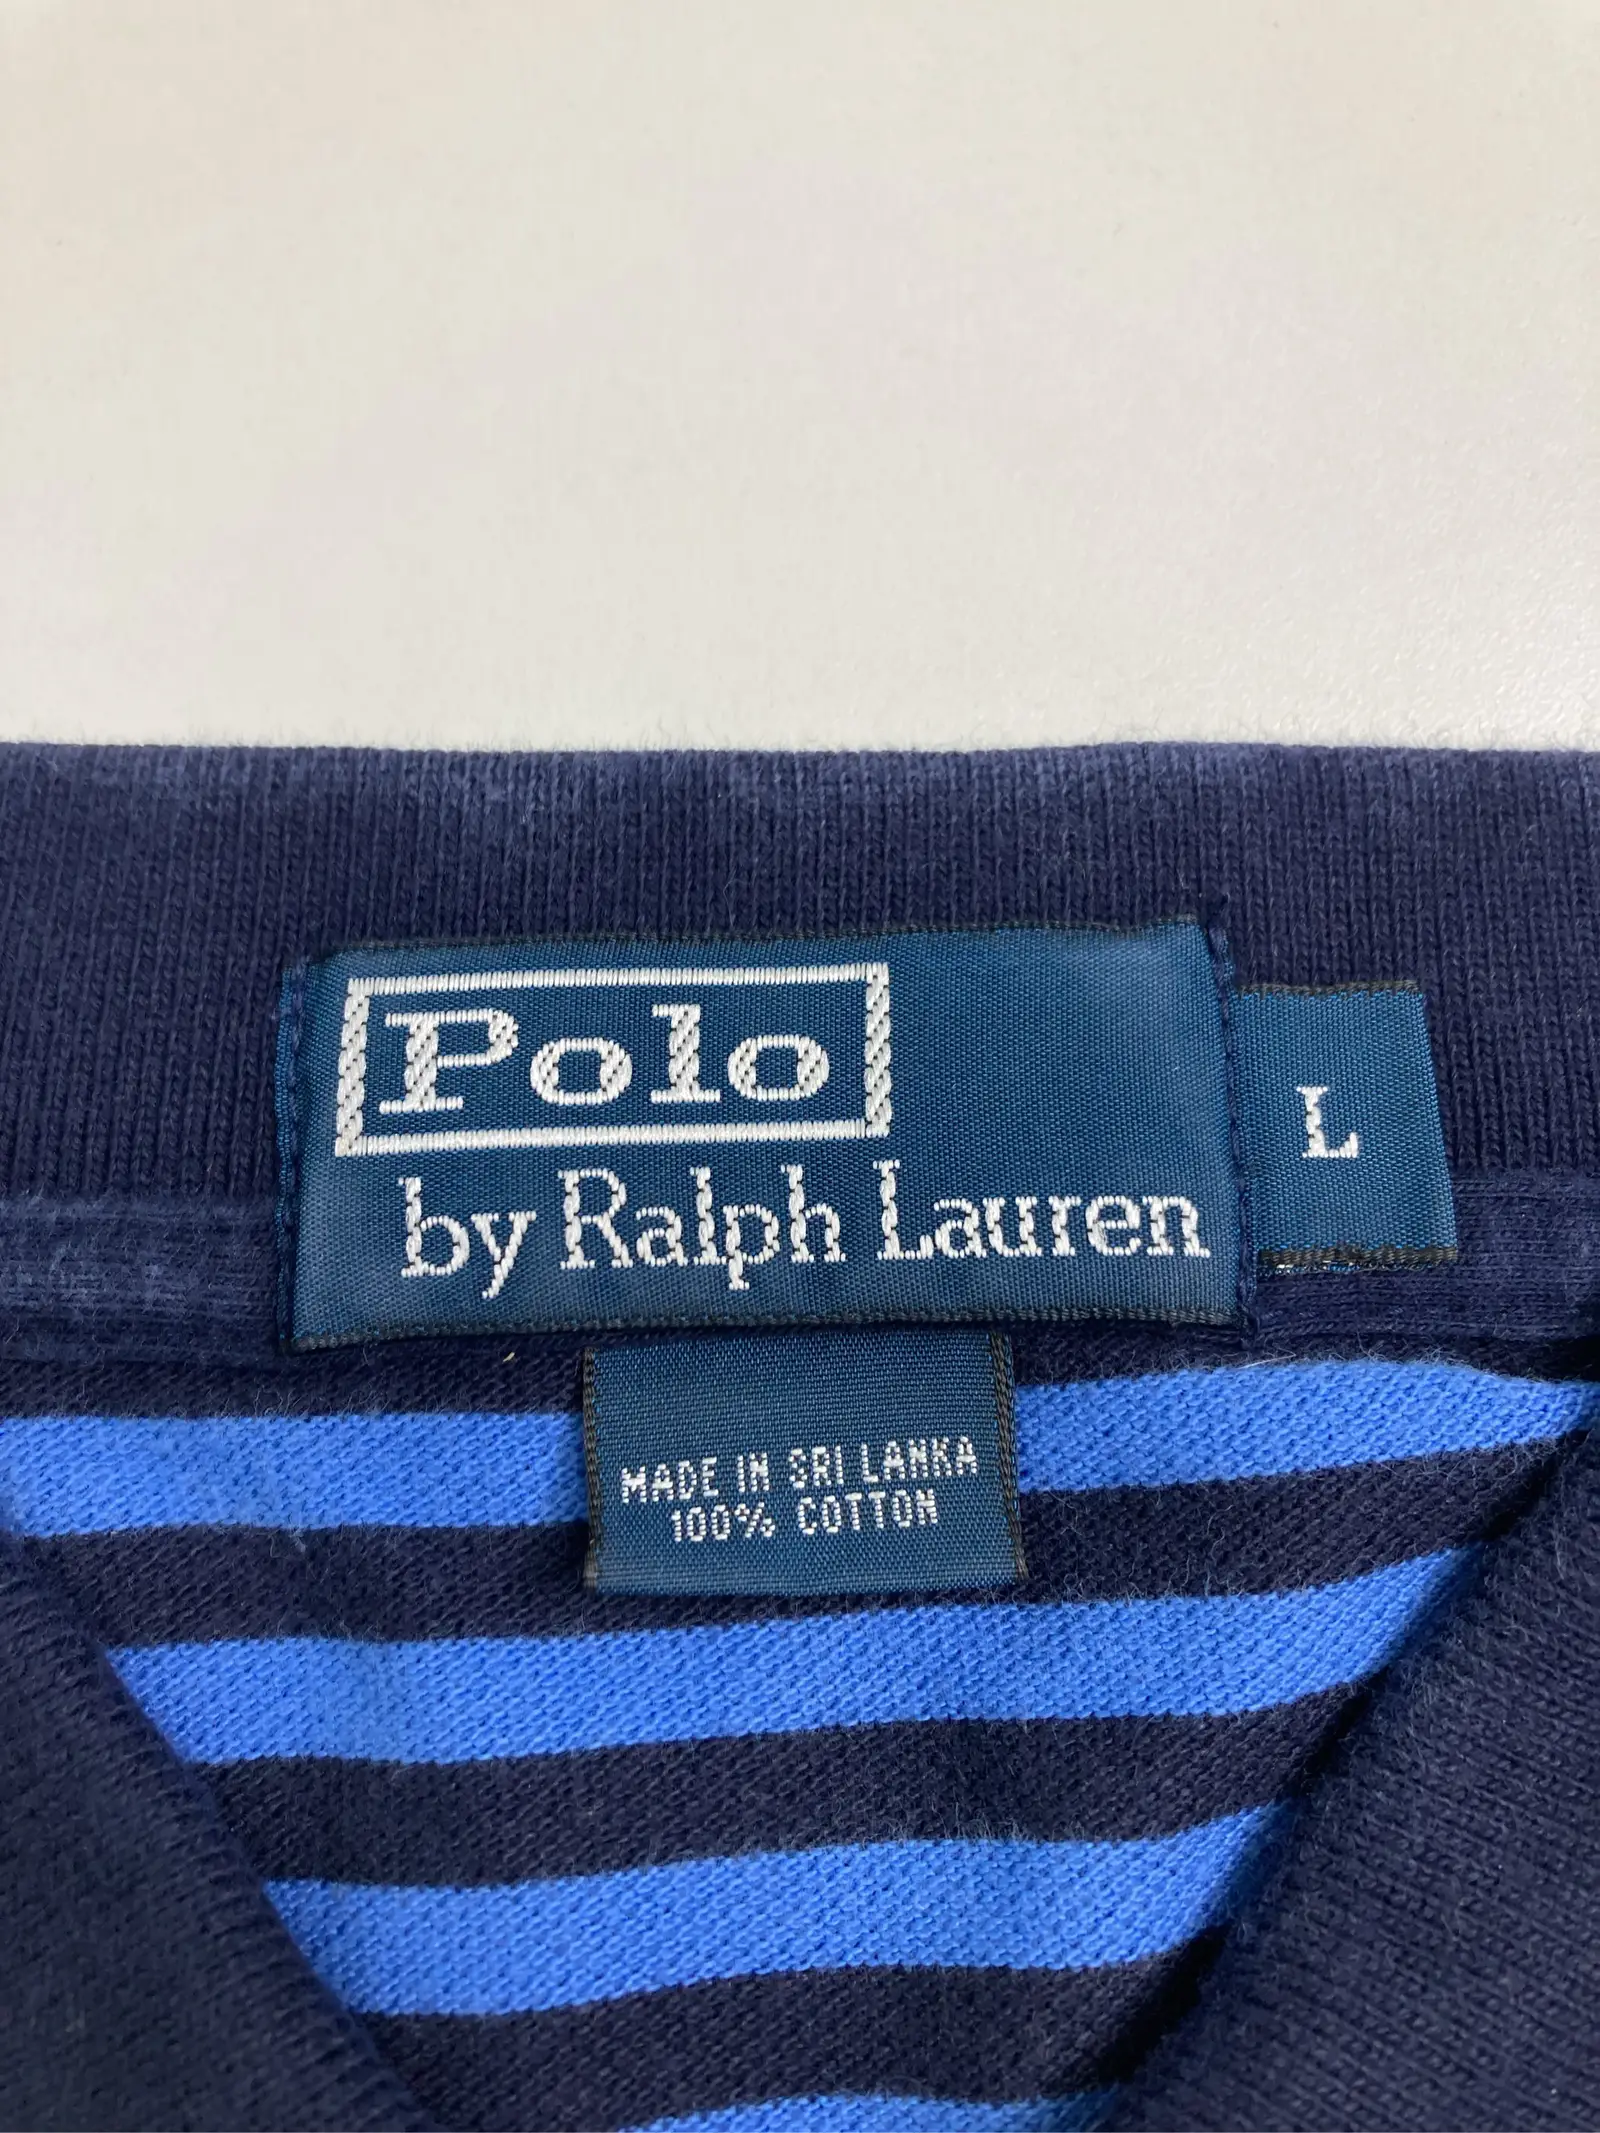 Polo
by Ralph Lauren
L
MADE IN SRI LANKA
100% COTTON